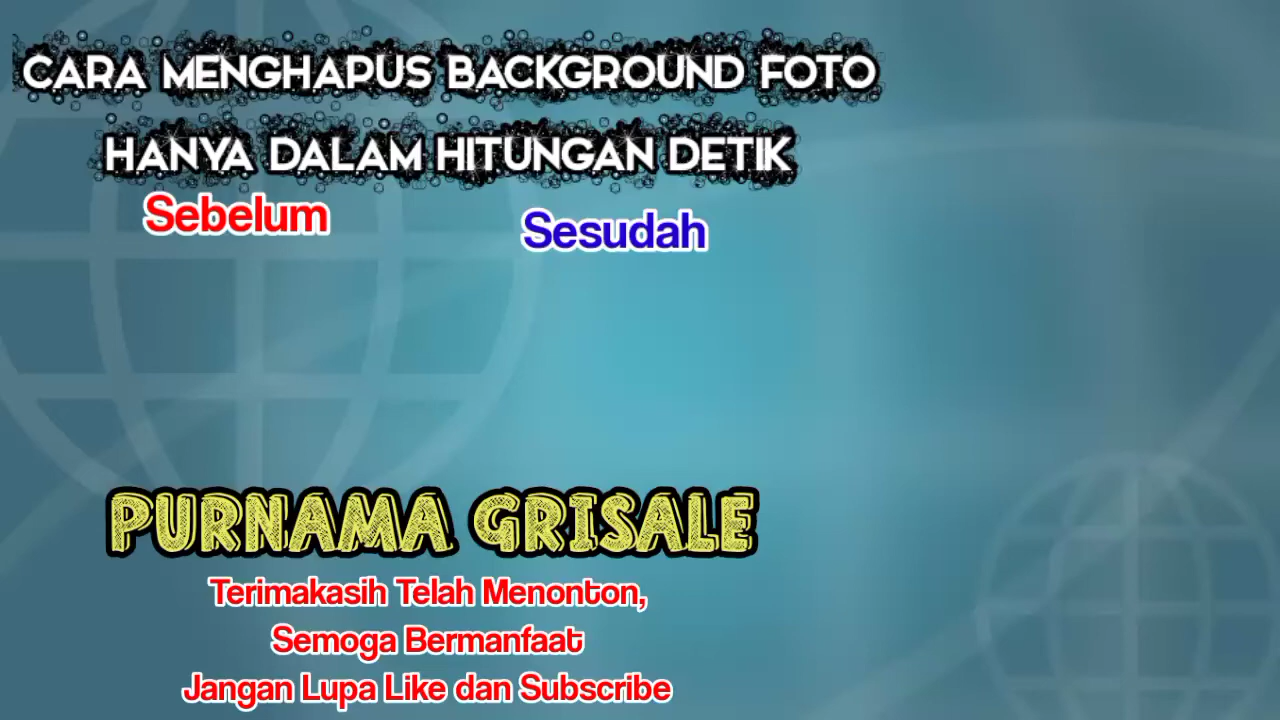 CARA MENGHAPUS BACKGROUND FOTO
HANYA DALAM HITUNGAN DETIK
Sebelum
Sesudah
PURNAMA GRISALE
Terimakasih Telah Menonton,
Semoga Bermanfaat
Jangan Lupa Like dan Subscribe